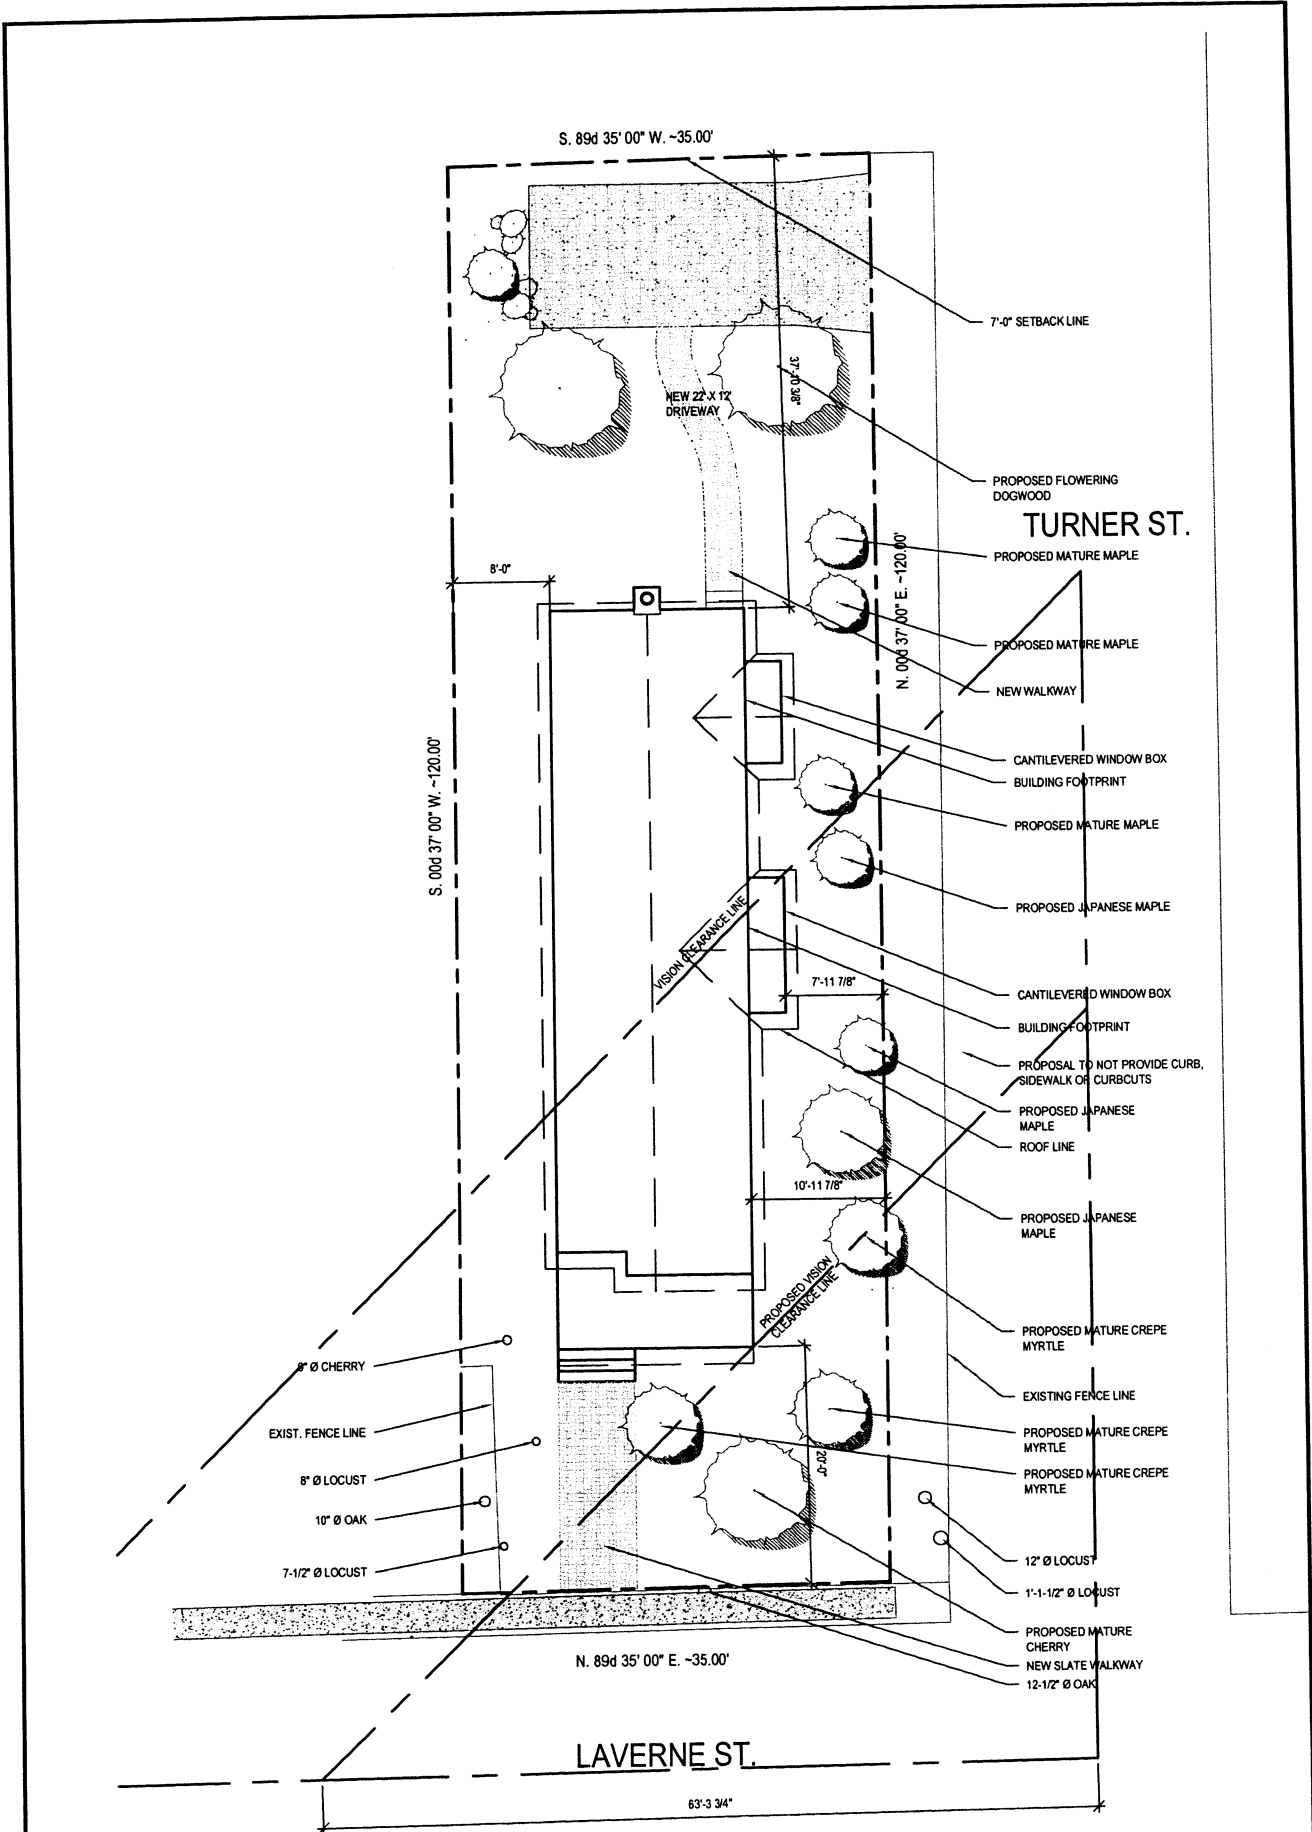 S. 89d 35' 00" W. ~35.00'
7'-0" SETBACK LINE
37'-10 3/8"
NEW 22' X 12'
DRIVEWAY
PROPOSED FLOWERING
DOGWOOD
TURNER ST.
N. 00d 37' 00" E. ~120.00'
PROPOSED MATURE MAPLE
8'-0"
PROPOSED MATURE MAPLE
NEW WALKWAY
S. 00d 37' 00" W. ~120.00'
CANTILEVERED WINDOW BOX
BUILDING FOOTPRINT
PROPOSED MATURE MAPLE
PROPOSED JAPANESE MAPLE
VISION CLEARANCE LINE
7'-11 7/8"
CANTILEVERED WINDOW BOX
BUILDING FOOTPRINT
PROPOSAL TO NOT PROVIDE CURB,
SIDEWALK OR CURBCUTS
PROPOSED JAPANESE
MAPLE
ROOF LINE
10'-11 7/8"
PROPOSED JAPANESE
MAPLE
PROPOSED VISION
CLEARANCE LINE
PROPOSED MATURE CREPE
MYRTLE
Ø CHERRY
EXISTING FENCE LINE
EXIST. FENCE LINE
PROPOSED MATURE CREPE
MYRTLE
20'-0"
8" Ø LOCUST
PROPOSED MATURE CREPE
MYRTLE
10" Ø OAK
7-1/2" Ø LOCUST
12" Ø LOCUST
1'-1-1/2" Ø LOCUST
PROPOSED MATURE
CHERRY
N. 89d 35' 00" E. ~35.00'
NEW SLATE WALKWAY
12-1/2" Ø OAK
LAVERNE ST.
63'-3 3/4"